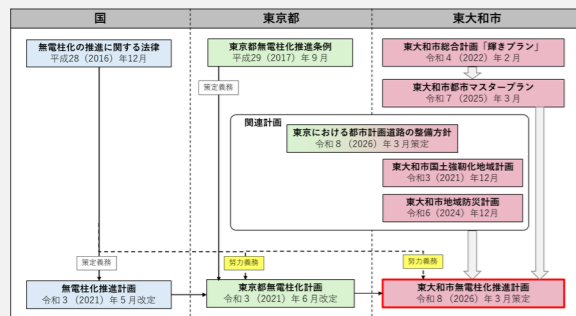 国
東京都
東大和市
無電柱化の推進に関する法律
平成28（2016）年12月
東京都無電柱化推進条例
平成29（2017）年9月
東大和市総合計画「輝きプラン」
令和4（2022）年2月
策定義務
東大和市都市マスタープラン
令和7（2025）年3月
関連計画
東京における都市計画道路の整備方針
令和8（2026）年3月策定
東大和市国土強靭化地域計画
令和3（2021）年12月
東大和市地域防災計画
令和6（2024）年12月
策定義務
努力義務
努力義務
無電柱化推進計画
令和3（2021）年5月改定
東京都無電柱化計画
令和3（2021）年6月改定
東大和市無電柱化推進計画
令和8（2026）年3月策定